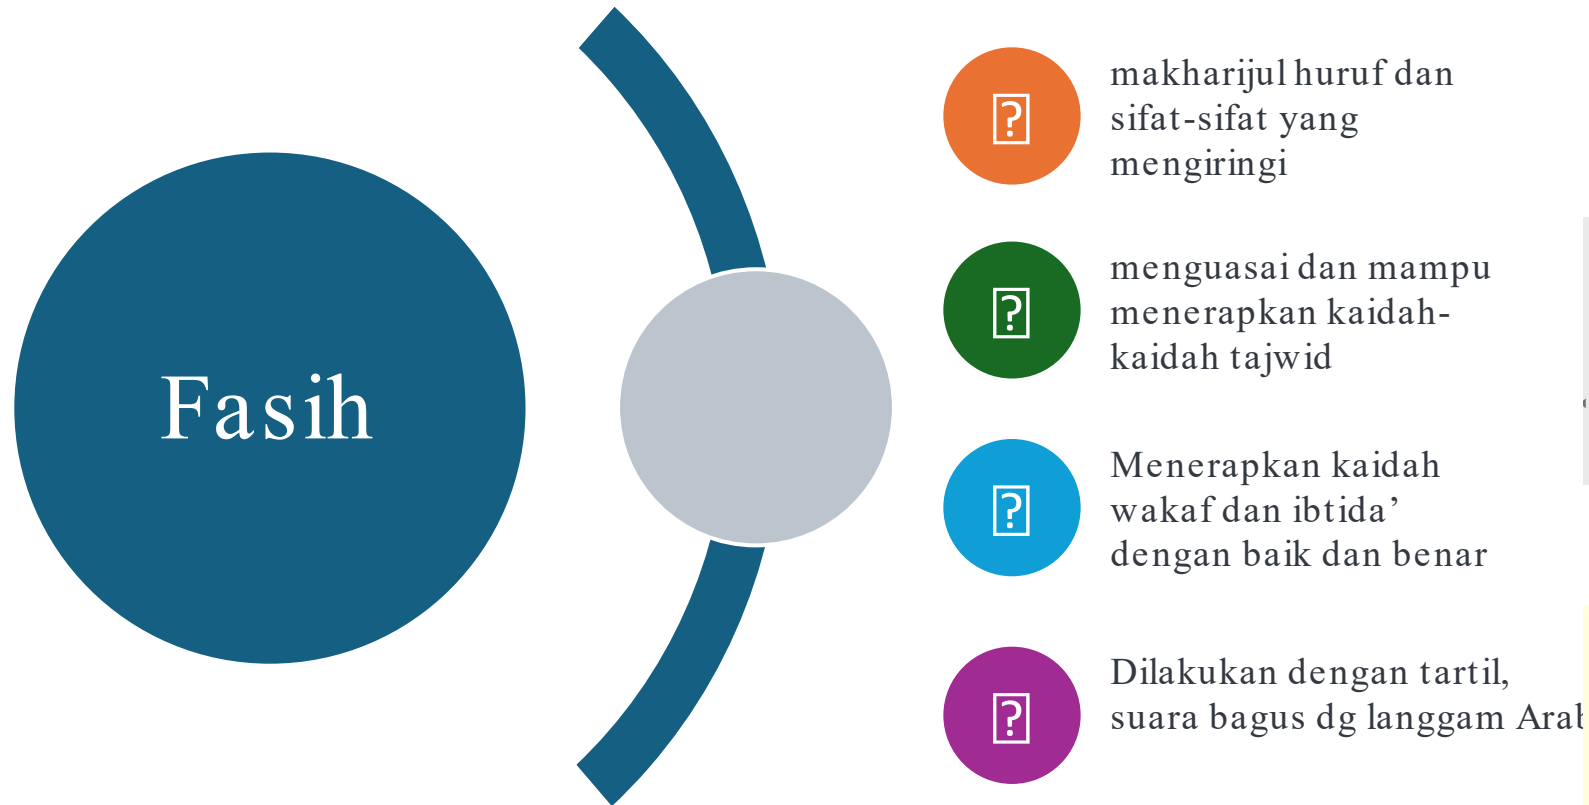 Fasih
makharijul huruf dan
sifat-sifat yang
mengiringi
menguasai dan mampu
menerapkan kaidah-
kaidah tajwid
Menerapkan kaidah
wakaf dan ibtida’
dengan baik dan benar
Dilakukan dengan tartil,
suara bagus dg langgam Arab